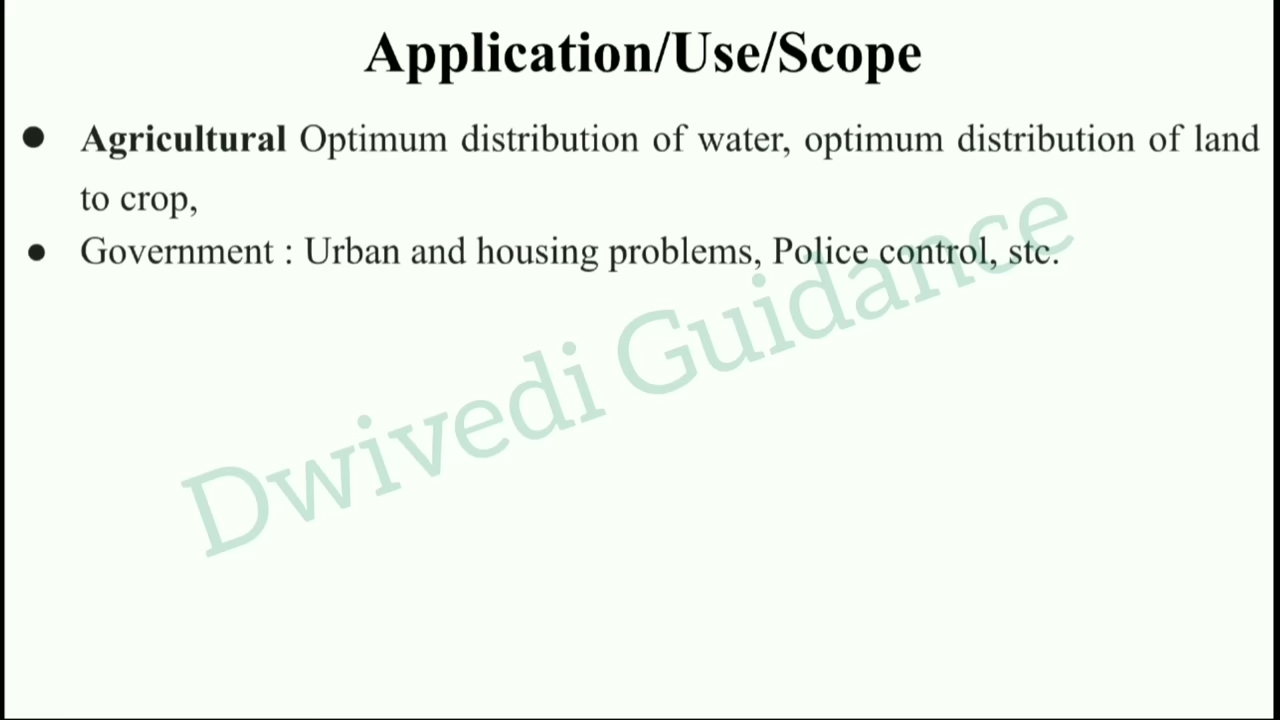 Application/Use/Scope
● Agricultural Optimum distribution of water, optimum distribution of land
to crop,
● Government : Urban and housing problems, Police control, stc.
Dwivedi Guidance